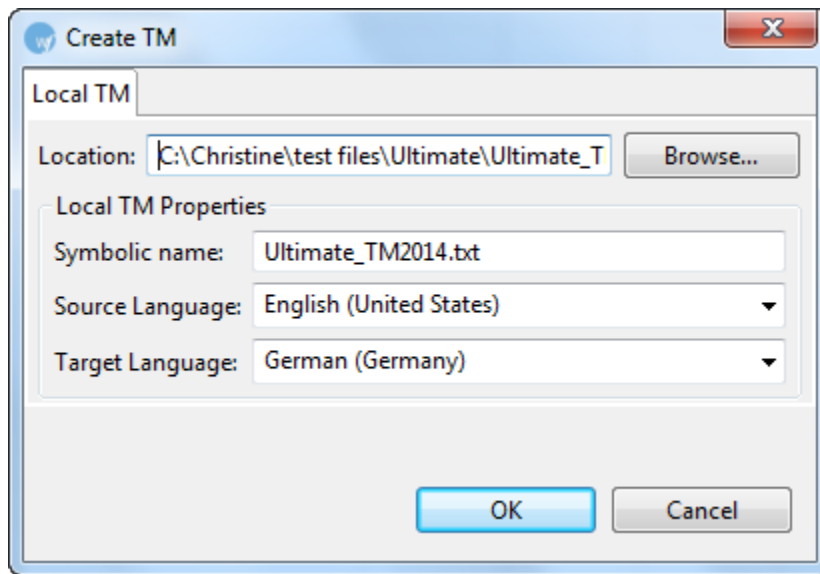 Create TM
Local TM
Location: C:\Christine\test files\Ultimate\Ultimate_T Browse...
Local TM Properties
Symbolic name: Ultimate_TM2014.txt
Source Language: English (United States)
Target Language: German (Germany)
OK Cancel